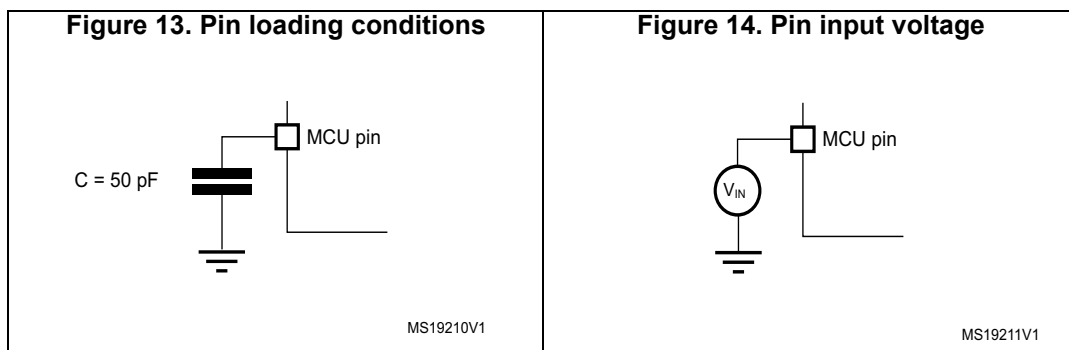 Figure 13. Pin loading conditions
MCU pin
C = 50 pF
MS19210V1
Figure 14. Pin input voltage
MCU pin
VIN
MS19211V1